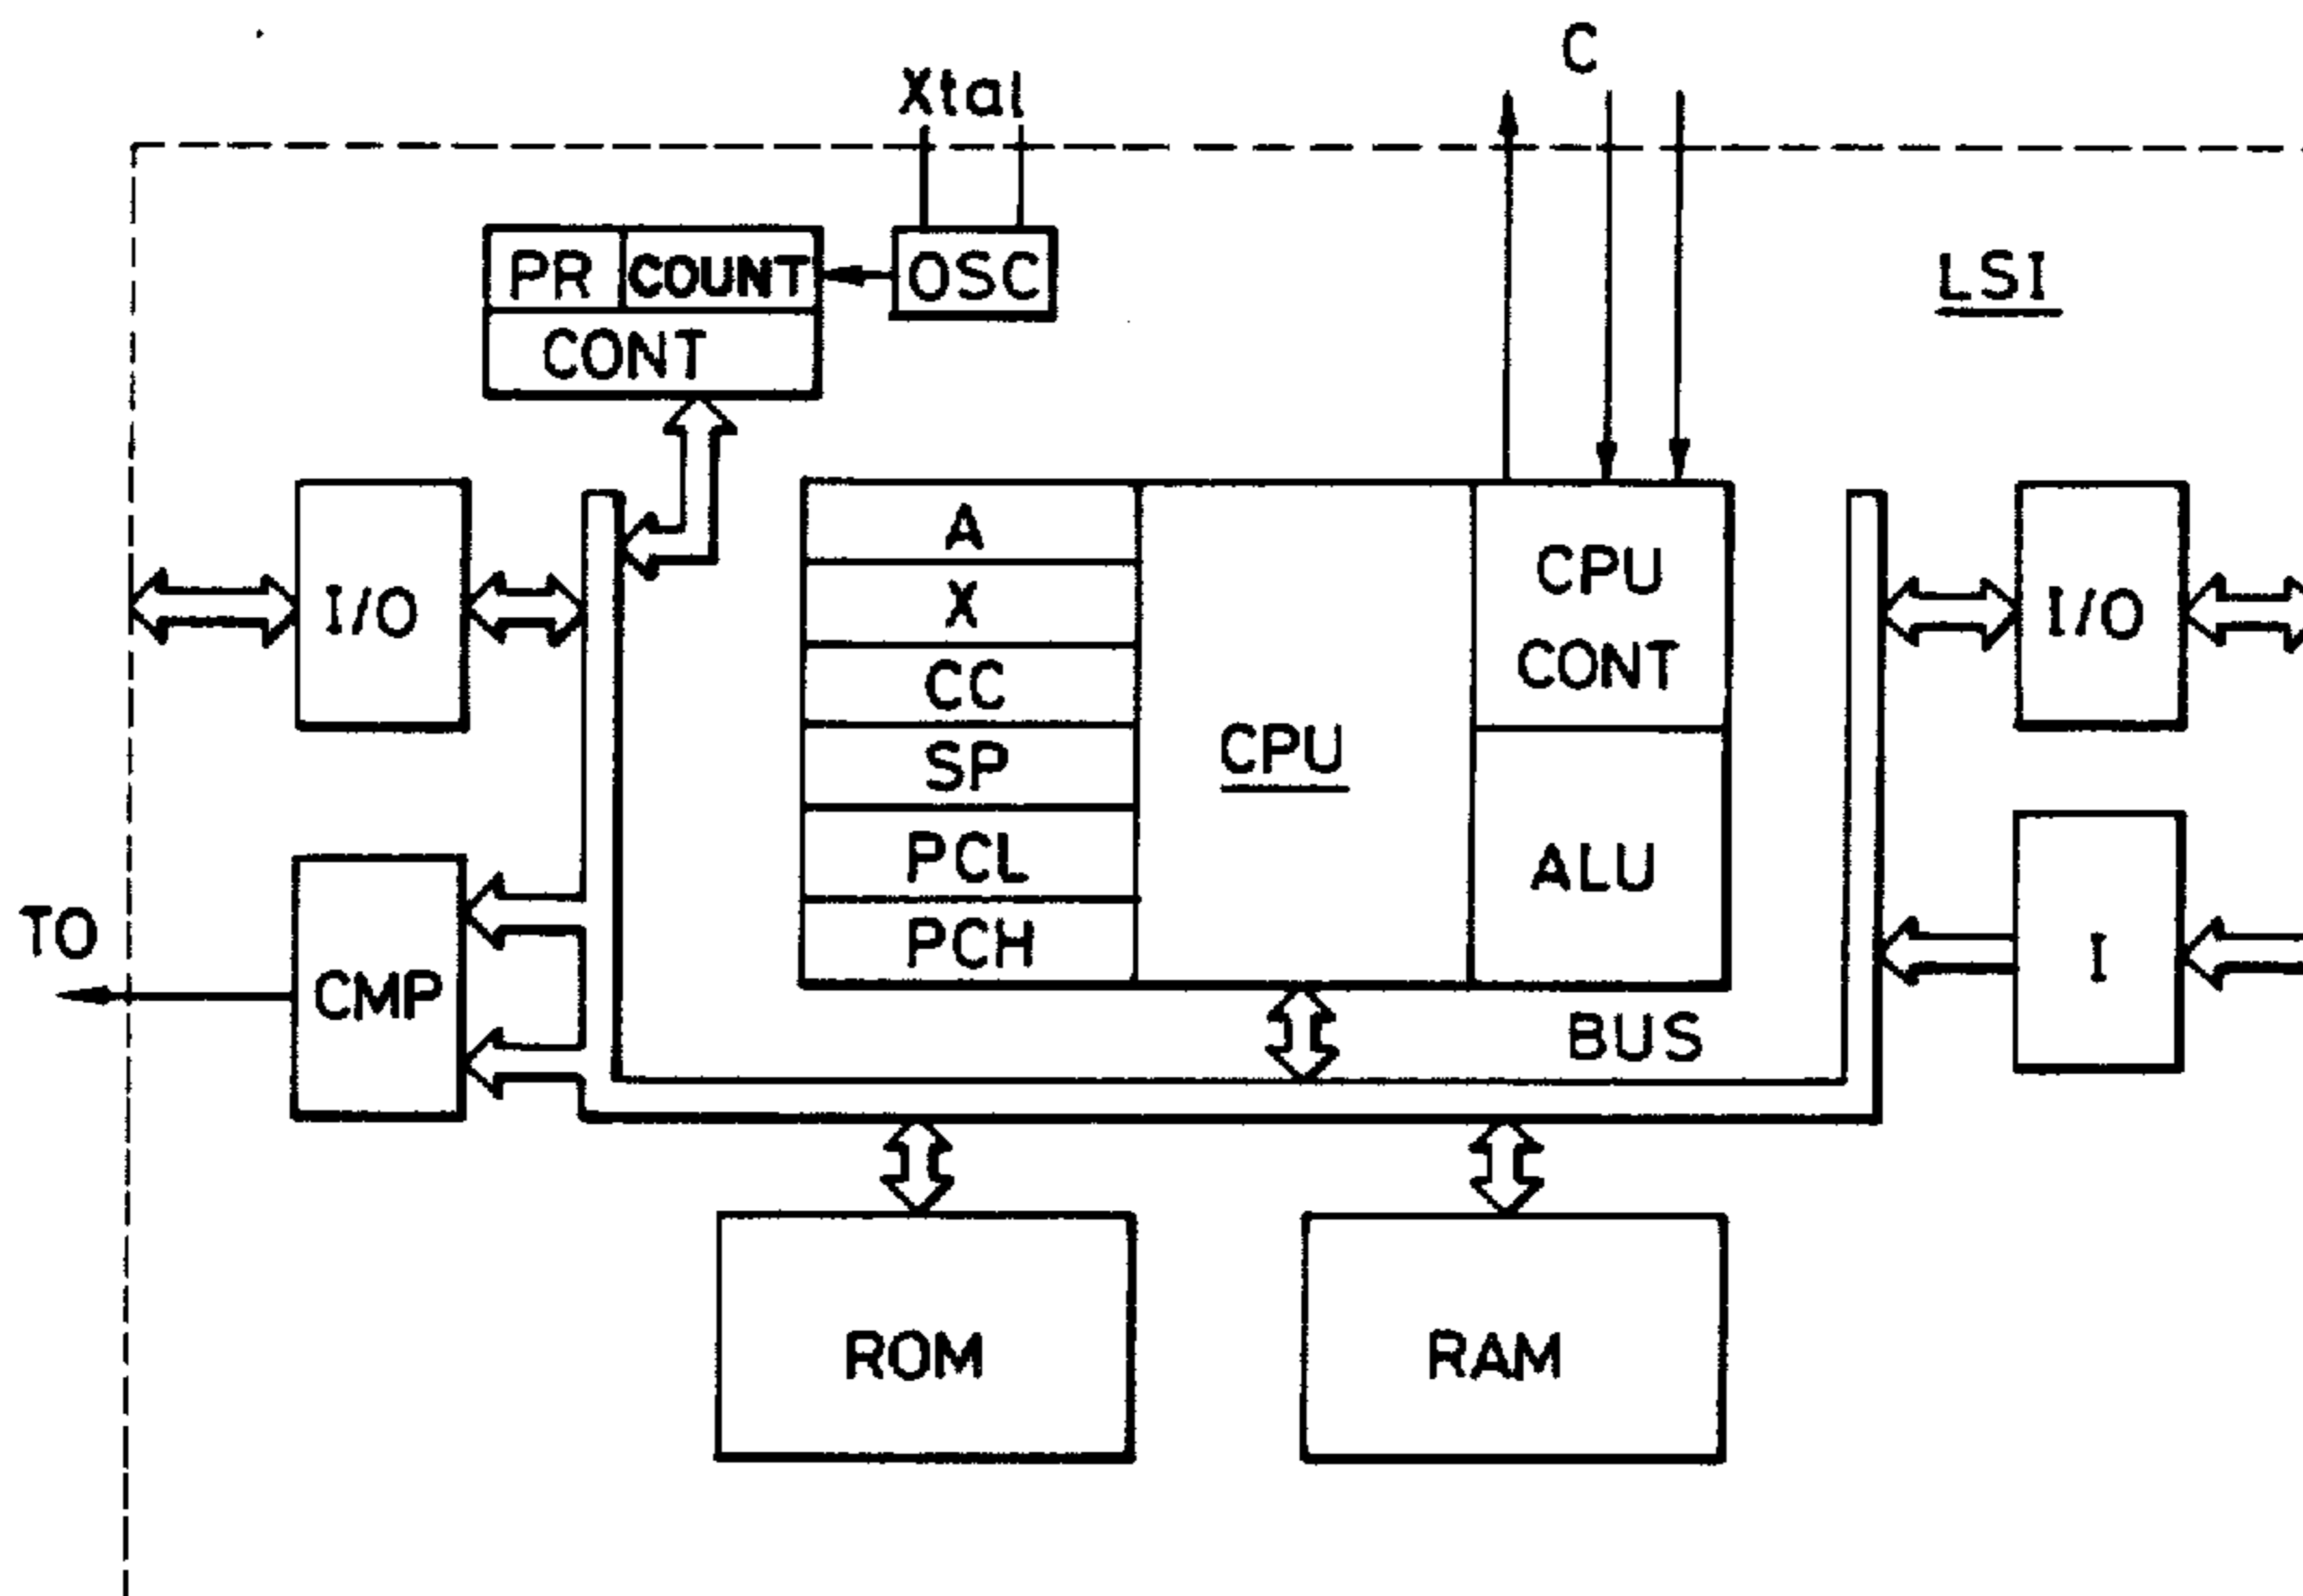 C
Xtal
PR COUNT
OSC
LSI
CONT
A
X
CC
SP
PCL
PCH
CPU
CPU
CONT
ALU
I/O
I/O
TO
CMP
I
BUS
ROM
RAM